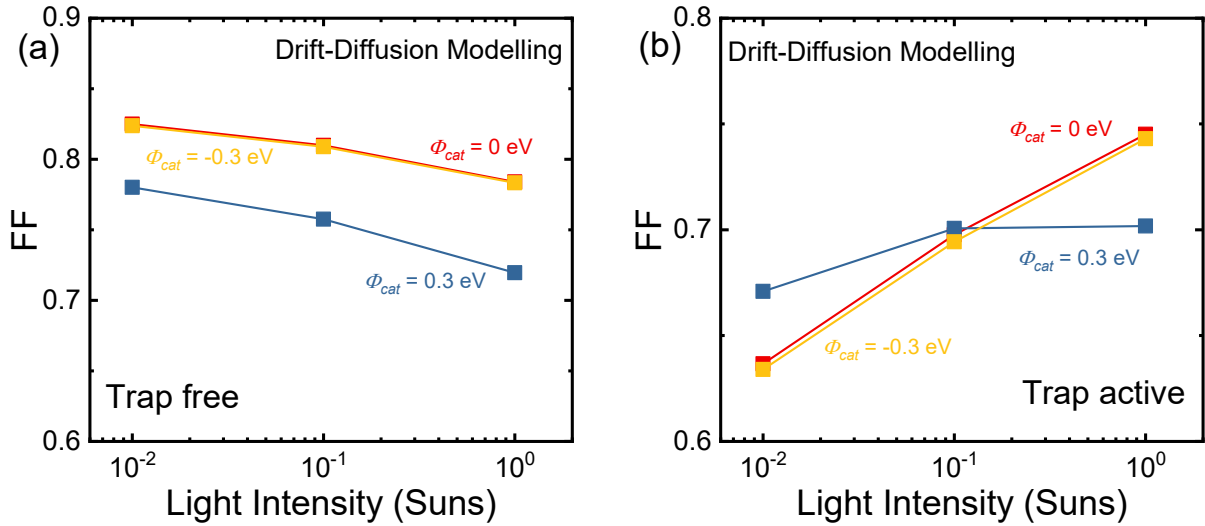 (a)
Drift-Diffusion Modelling
0.9
0.8
0.7
0.6
FF
Φcat = 0 eV
Φcat = -0.3 eV
Φcat = 0.3 eV
Trap free
10⁻² 10⁻¹ 10⁰
Light Intensity (Suns)
(b)
Drift-Diffusion Modelling
0.8
0.7
0.6
FF
Φcat = 0 eV
Φcat = 0.3 eV
Φcat = -0.3 eV
Trap active
10⁻² 10⁻¹ 10⁰
Light Intensity (Suns)